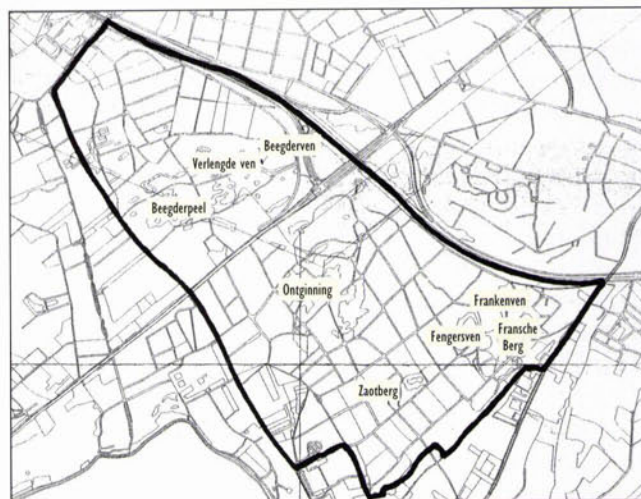 Beegderven
Verlengde ven
Beegderpeel
Ontginning
Frankenven
Fengersven
Fransche
Berg
Zaotberg